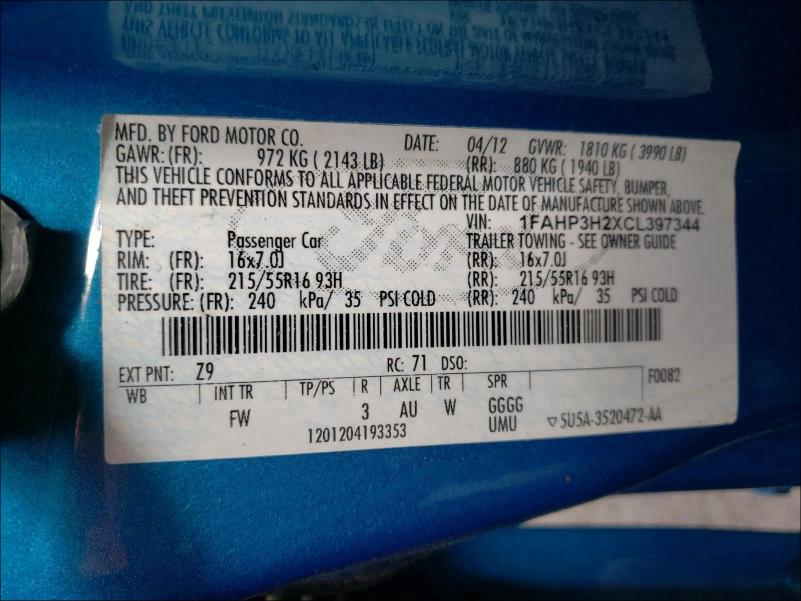 MFD. BY FORD MOTOR CO.
DATE: 04/12 GVWR: 1810 KG ( 3990 LB)
GAWR: (FR): 972 KG ( 2143 LB) (RR): 880 KG ( 1940 LB)
THIS VEHICLE CONFORMS TO ALL APPLICABLE FEDERAL MOTOR VEHICLE SAFETY, BUMPER,
AND THEFT PREVENTION STANDARDS IN EFFECT ON THE DATE OF MANUFACTURE SHOWN ABOVE.
VIN: 1FAHP3H2XCL397344
TYPE: Passenger Car TRAILER TOWING - SEE OWNER GUIDE
RIM: (FR): 16x7.0J (RR): 16x7.0J
TIRE: (FR): 215/55R16 93H (RR): 215/55R16 93H
PRESSURE: (FR): 240 kPa/ 35 PSI COLD (RR): 240 kPa/ 35 PSI COLD
EXT PNT: Z9 RC: 71 DSO: F0082
WB INT TR TP/PS R AXLE TR SPR
FW 3 AU W GGGG
UMU ▽5U5A-3520472-AA
1201204193353